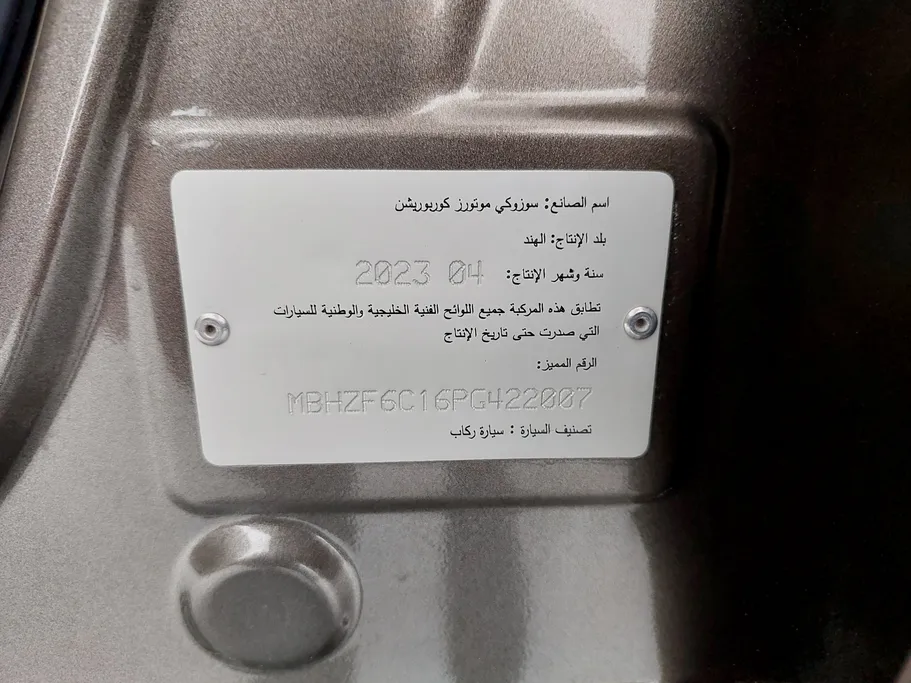 اسم الصانع: سوزوكي موتورز كوربوريشن
بلد الإنتاج: الهند
سنة وشهر الإنتاج: 2023 04
تطابق هذه المركبة جميع اللوائح الفنية الخليجية والوطنية للسيارات
التي صدرت حتى تاريخ الإنتاج
الرقم المميز:
MBHZF6C16PG422007
تصنيف السيارة : سيارة ركاب